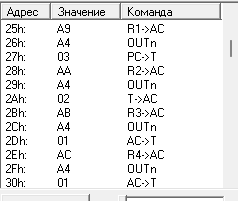 Адрес Значение Команда
25h: A9 R1->AC
26h: A4 OUTn
27h: 03 PC->T
28h: AA R2->AC
29h: A4 OUTn
2Ah: 02 T->AC
2Bh: AB R3->AC
2Ch: A4 OUTn
2Dh: 01 AC->T
2Eh: AC R4->AC
2Fh: A4 OUTn
30h: 01 AC->T